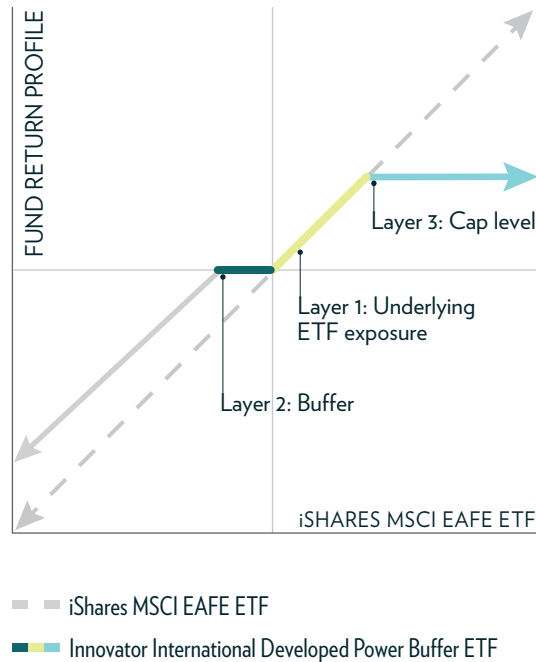 FUND RETURN PROFILE
Layer 3: Cap level
Layer 1: Underlying
ETF exposure
Layer 2: Buffer
iSHARES MSCI EAFE ETF
iShares MSCI EAFE ETF
Innovator International Developed Power Buffer ETF